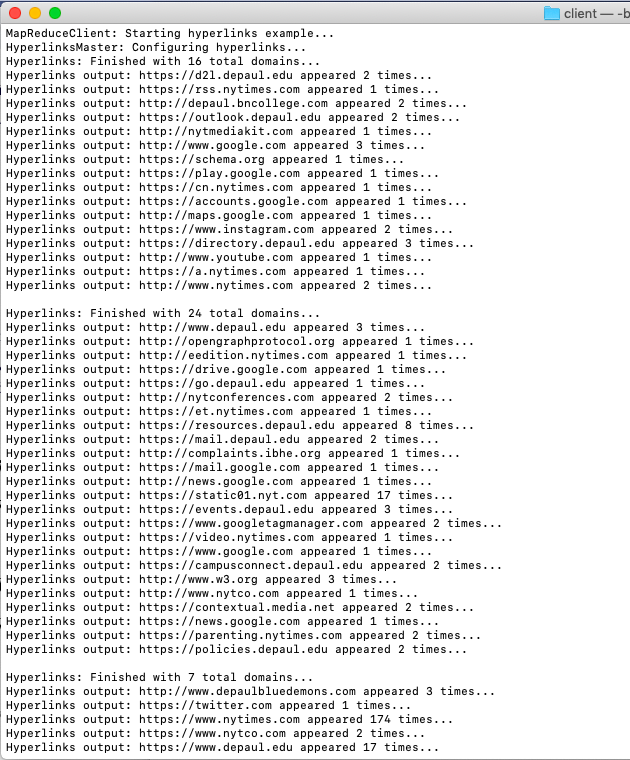 client — -b
MapReduceClient: Starting hyperlinks example...
HyperlinksMaster: Configuring hyperlinks...
Hyperlinks: Finished with 16 total domains...
Hyperlinks output: https://d2l.depaul.edu appeared 2 times...
Hyperlinks output: https://rss.nytimes.com appeared 1 times...
Hyperlinks output: http://depaul.bncollege.com appeared 2 times...
Hyperlinks output: https://outlook.depaul.edu appeared 2 times...
Hyperlinks output: http://nytmediakit.com appeared 1 times...
Hyperlinks output: http://www.google.com appeared 3 times...
Hyperlinks output: https://schema.org appeared 1 times...
Hyperlinks output: https://play.google.com appeared 1 times...
Hyperlinks output: https://cn.nytimes.com appeared 1 times...
Hyperlinks output: https://accounts.google.com appeared 1 times...
Hyperlinks output: http://maps.google.com appeared 1 times...
Hyperlinks output: https://www.instagram.com appeared 2 times...
Hyperlinks output: https://directory.depaul.edu appeared 3 times...
Hyperlinks output: http://www.youtube.com appeared 1 times...
Hyperlinks output: https://a.nytimes.com appeared 1 times...
Hyperlinks output: http://www.nytimes.com appeared 2 times...
Hyperlinks: Finished with 24 total domains...
Hyperlinks output: http://www.depaul.edu appeared 3 times...
Hyperlinks output: http://opengraphprotocol.org appeared 1 times...
Hyperlinks output: http://eedition.nytimes.com appeared 1 times...
Hyperlinks output: https://drive.google.com appeared 1 times...
Hyperlinks output: https://go.depaul.edu appeared 1 times...
Hyperlinks output: http://nytconferences.com appeared 2 times...
Hyperlinks output: https://et.nytimes.com appeared 1 times...
Hyperlinks output: https://resources.depaul.edu appeared 8 times...
Hyperlinks output: https://mail.depaul.edu appeared 2 times...
Hyperlinks output: http://complaints.ibhe.org appeared 1 times...
Hyperlinks output: https://mail.google.com appeared 1 times...
Hyperlinks output: http://news.google.com appeared 1 times...
Hyperlinks output: https://static01.nyt.com appeared 17 times...
Hyperlinks output: https://events.depaul.edu appeared 3 times...
Hyperlinks output: https://www.googletagmanager.com appeared 2 times...
Hyperlinks output: https://video.nytimes.com appeared 1 times...
Hyperlinks output: https://www.google.com appeared 1 times...
Hyperlinks output: https://campusconnect.depaul.edu appeared 2 times...
Hyperlinks output: http://www.w3.org appeared 3 times...
Hyperlinks output: http://www.nytco.com appeared 1 times...
Hyperlinks output: https://contextual.media.net appeared 2 times...
Hyperlinks output: https://news.google.com appeared 1 times...
Hyperlinks output: https://parenting.nytimes.com appeared 2 times...
Hyperlinks output: https://policies.depaul.edu appeared 2 times...
Hyperlinks: Finished with 7 total domains...
Hyperlinks output: http://www.depaulbluedemons.com appeared 3 times...
Hyperlinks output: https://twitter.com appeared 1 times...
Hyperlinks output: https://www.nytimes.com appeared 174 times...
Hyperlinks output: https://www.nytco.com appeared 2 times...
Hyperlinks output: https://www.depaul.edu appeared 17 times...